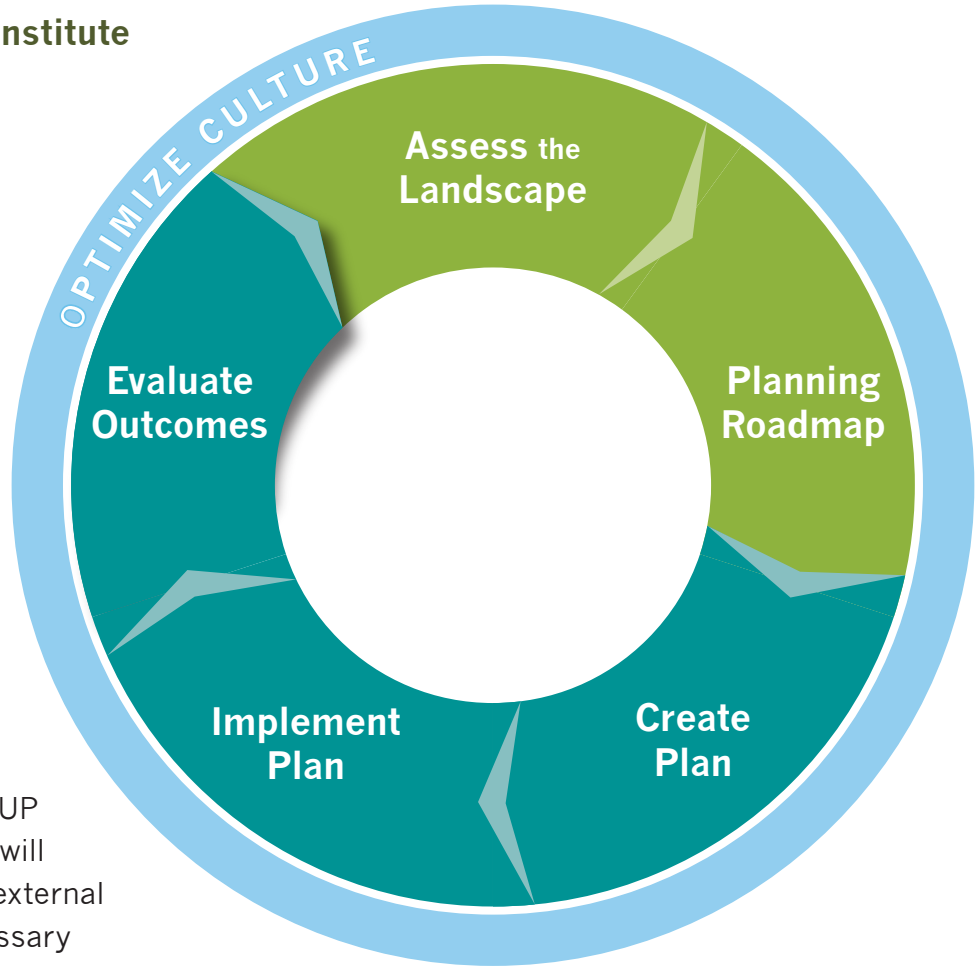 nstitute
OPTIMIZE CULTURE
Assess the
Landscape
Planning
Roadmap
Create
Plan
Implement
Plan
Evaluate
Outcomes
UP
will
external
ssary